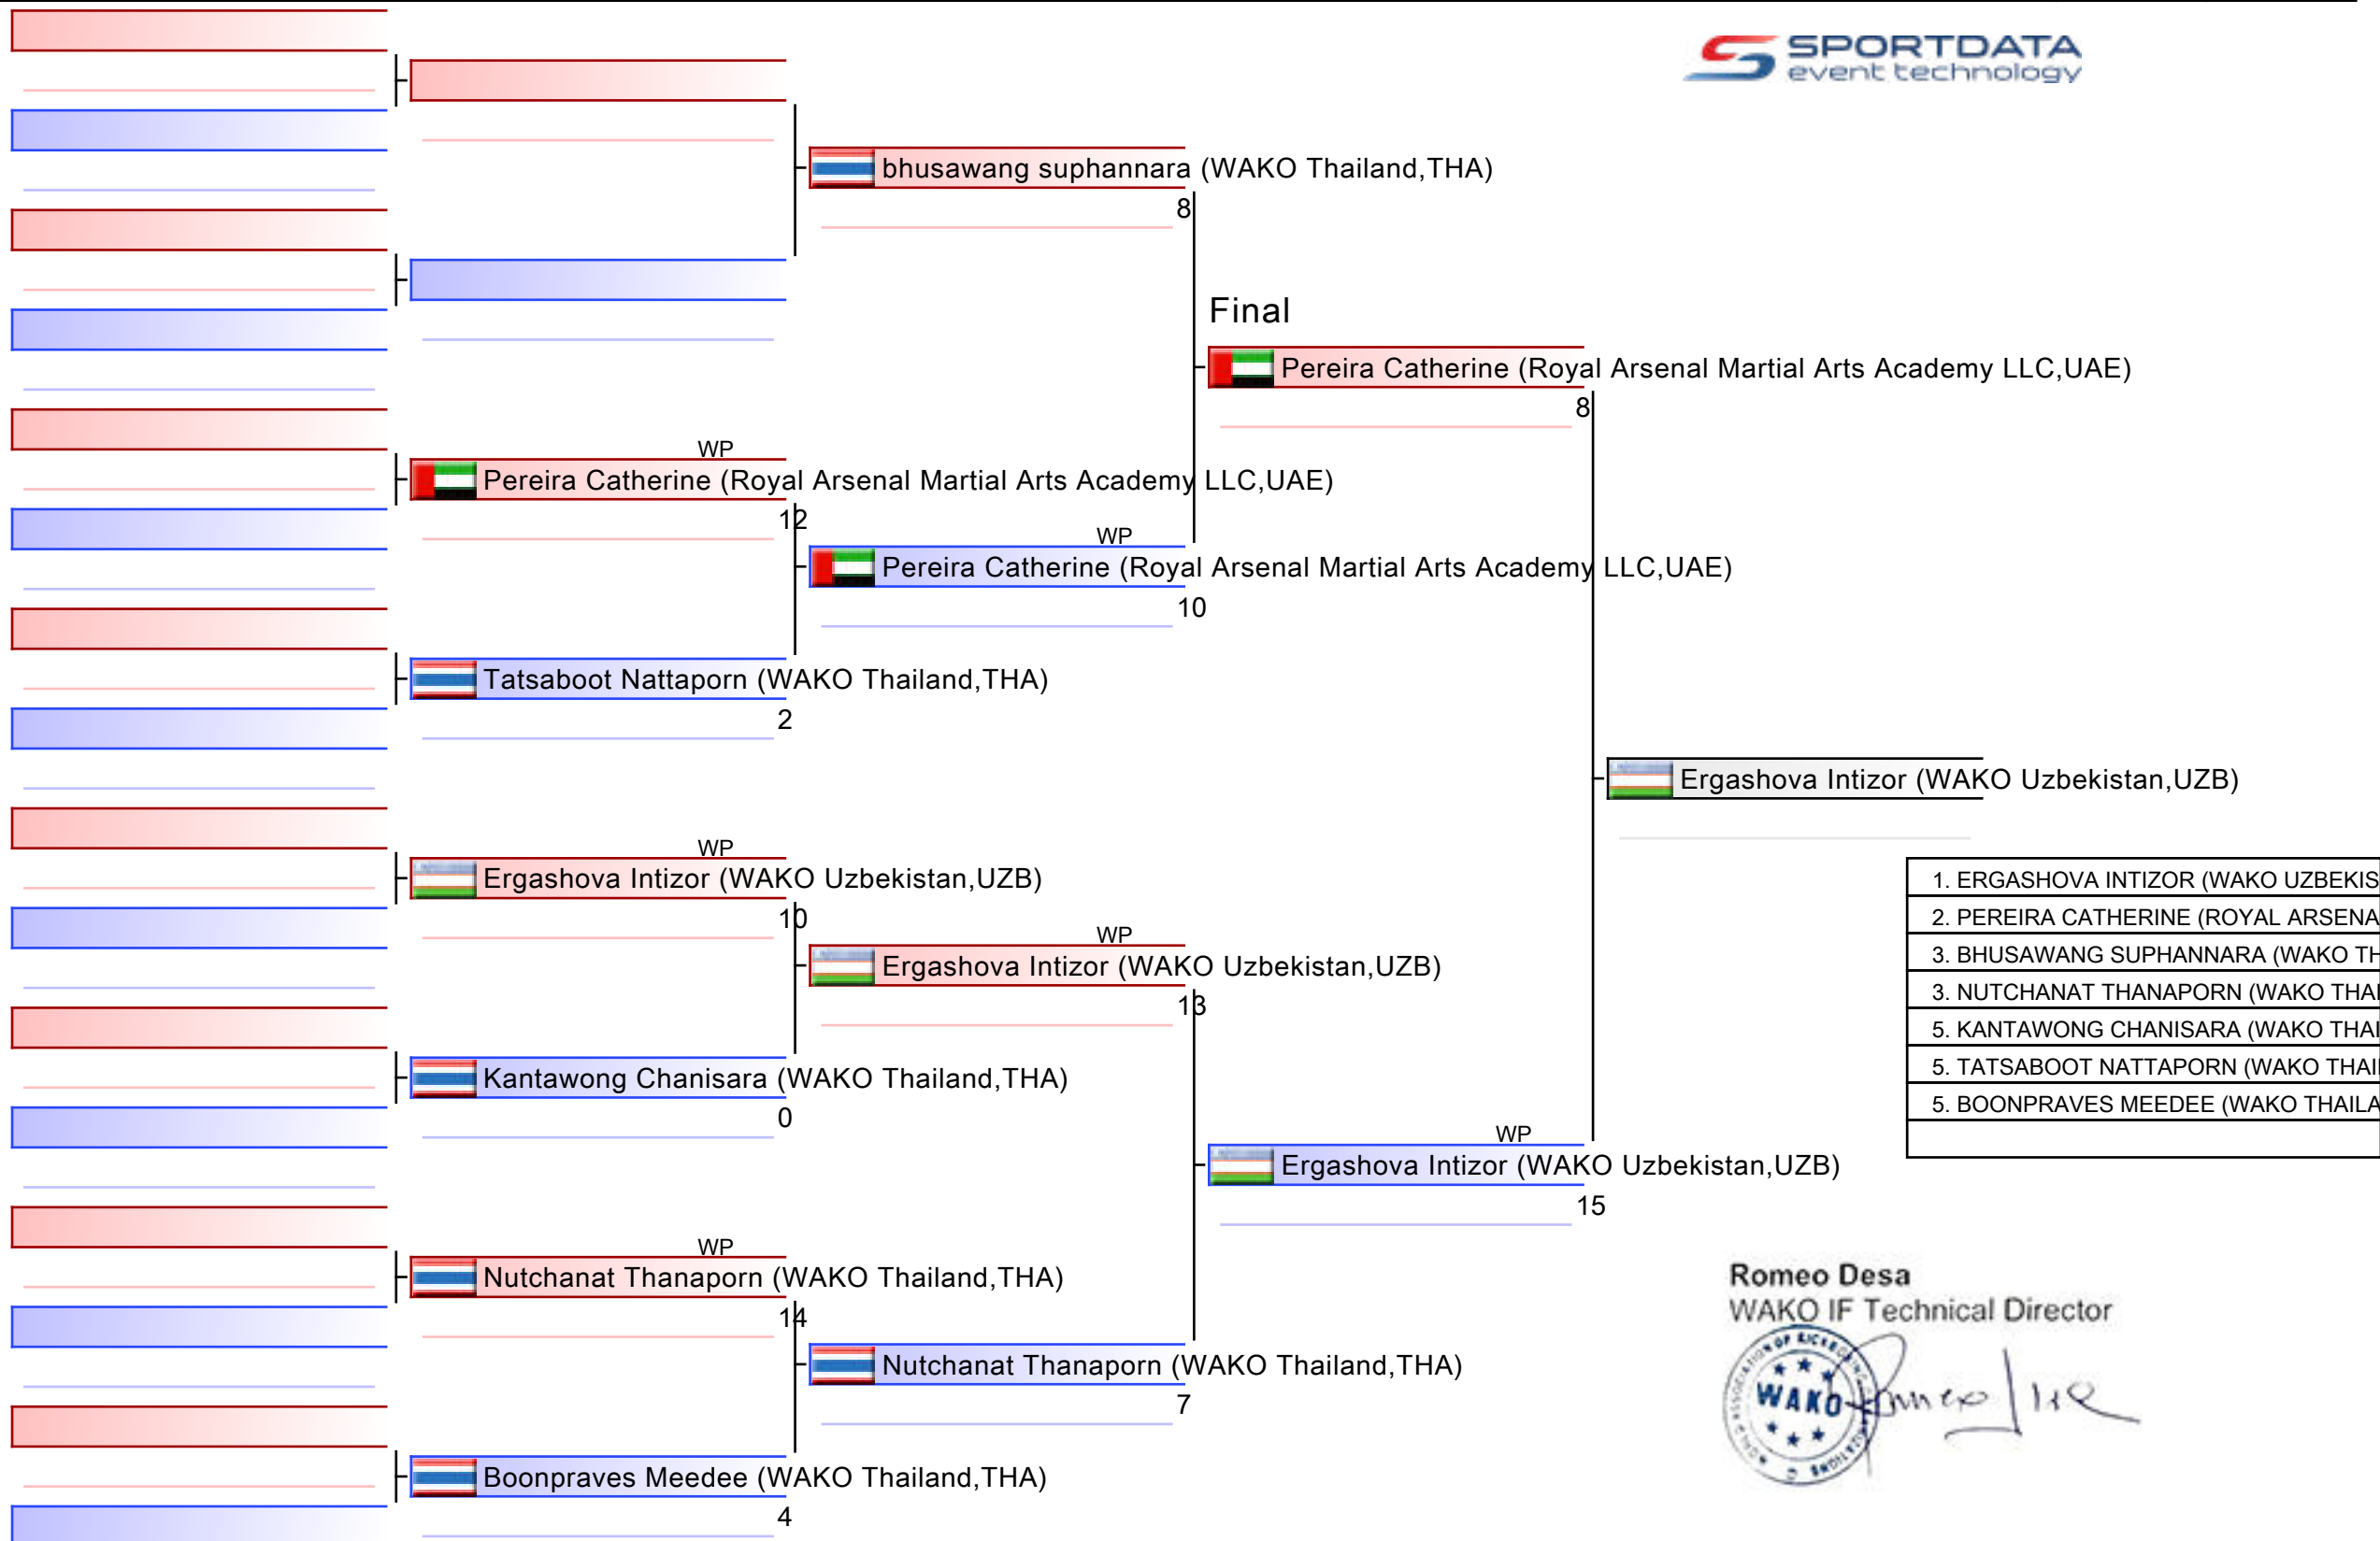 SPORTDATA
event technology
bhusawang suphannara (WAKO Thailand,THA)
8
Final
Pereira Catherine (Royal Arsenal Martial Arts Academy LLC,UAE)
8
WP
Pereira Catherine (Royal Arsenal Martial Arts Academy LLC,UAE)
12
WP
Pereira Catherine (Royal Arsenal Martial Arts Academy LLC,UAE)
10
Tatsaboot Nattaporn (WAKO Thailand,THA)
2
Ergashova Intizor (WAKO Uzbekistan,UZB)
WP
Ergashova Intizor (WAKO Uzbekistan,UZB)
10
WP
Ergashova Intizor (WAKO Uzbekistan,UZB)
13
Kantawong Chanisara (WAKO Thailand,THA)
0
1. ERGASHOVA INTIZOR (WAKO UZBEKIS
2. PEREIRA CATHERINE (ROYAL ARSENA
3. BHUSAWANG SUPHANNARA (WAKO TH
3. NUTCHANAT THANAPORN (WAKO THAI
5. KANTAWONG CHANISARA (WAKO THAI
5. TATSABOOT NATTAPORN (WAKO THAI
5. BOONPRAVES MEEDEE (WAKO THAILA
WP
Ergashova Intizor (WAKO Uzbekistan,UZB)
15
WP
Nutchanat Thanaporn (WAKO Thailand,THA)
14
Nutchanat Thanaporn (WAKO Thailand,THA)
7
Boonpraves Meedee (WAKO Thailand,THA)
4
Romeo Desa
WAKO IF Technical Director
WAKO